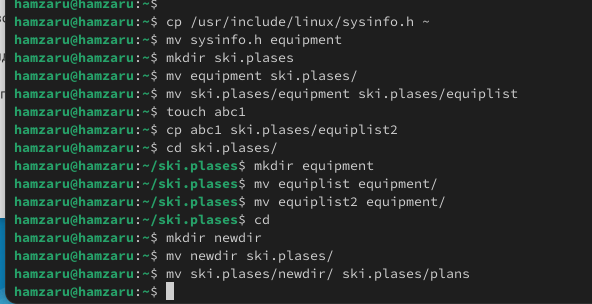 hamzaru@hamzaru:~$
hamzaru@hamzaru:~$ cp /usr/include/linux/sysinfo.h ~
hamzaru@hamzaru:~$ mv sysinfo.h equipment
hamzaru@hamzaru:~$ mkdir ski.plases
hamzaru@hamzaru:~$ mv equipment ski.plases/
hamzaru@hamzaru:~$ mv ski.plases/equipment ski.plases/equiplist
hamzaru@hamzaru:~$ touch abc1
hamzaru@hamzaru:~$ cp abc1 ski.plases/equiplist2
hamzaru@hamzaru:~$ cd ski.plases/
hamzaru@hamzaru:~/ski.plases$ mkdir equipment
hamzaru@hamzaru:~/ski.plases$ mv equiplist equipment/
hamzaru@hamzaru:~/ski.plases$ mv equiplist2 equipment/
hamzaru@hamzaru:~/ski.plases$ cd
hamzaru@hamzaru:~$ mkdir newdir
hamzaru@hamzaru:~$ mv newdir ski.plases/
hamzaru@hamzaru:~$ mv ski.plases/newdir/ ski.plases/plans
hamzaru@hamzaru:~$